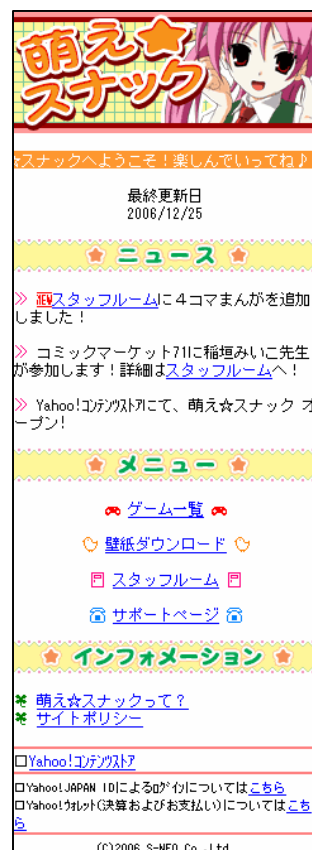 萌え☆
スナック
☆スナックへようこそ！楽しんでいってね♪
最終更新日
2006/12/25
ニュース
≫ NEWスタッフルームに４コマまんがを追加
しました！
≫ コミックマーケット71に稲垣みいこ先生
が参加します！詳細はスタッフルームへ！
≫ Yahoo!ｺﾝﾃﾝﾂｽﾄｱにて、萌え☆スナック オ
ープン！
メニュー
ゲーム一覧
壁紙ダウンロード
スタッフルーム
サポートページ
インフォメーション
萌え☆スナックって？
サイトポリシー
□Yahoo!ｺﾝﾃﾝﾂｽﾄｱ
□Yahoo!JAPAN IDによるﾛｸﾞｲﾝについてはこちら
□Yahoo!ｳｫﾚｯﾄ(決算およびお支払い)についてはこち
ら
(C)2006 S-NEO Co.,Ltd